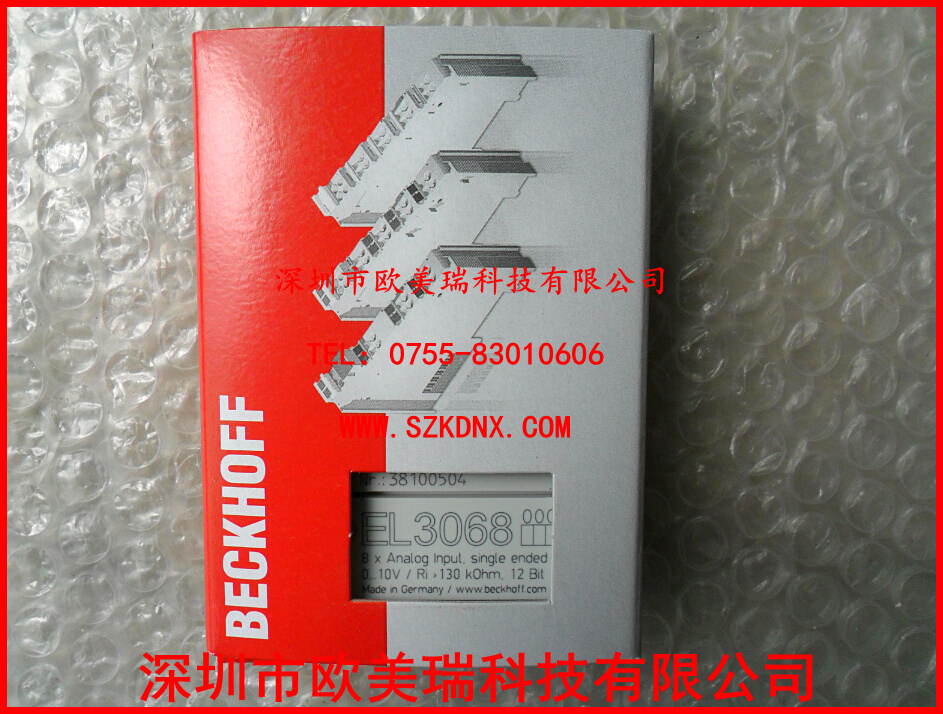 深圳市欧美瑞科技有限公司
TEL: 0755-83010606
WWW.SZKDNX.COM
BECKHOFF
Nr.: 38100504
EL3068
8 x Analog Input, single ended
0...10V / Ri >130 kOhm, 12 Bit
Made in Germany / www.beckhoff.com
深圳市欧美瑞科技有限公司